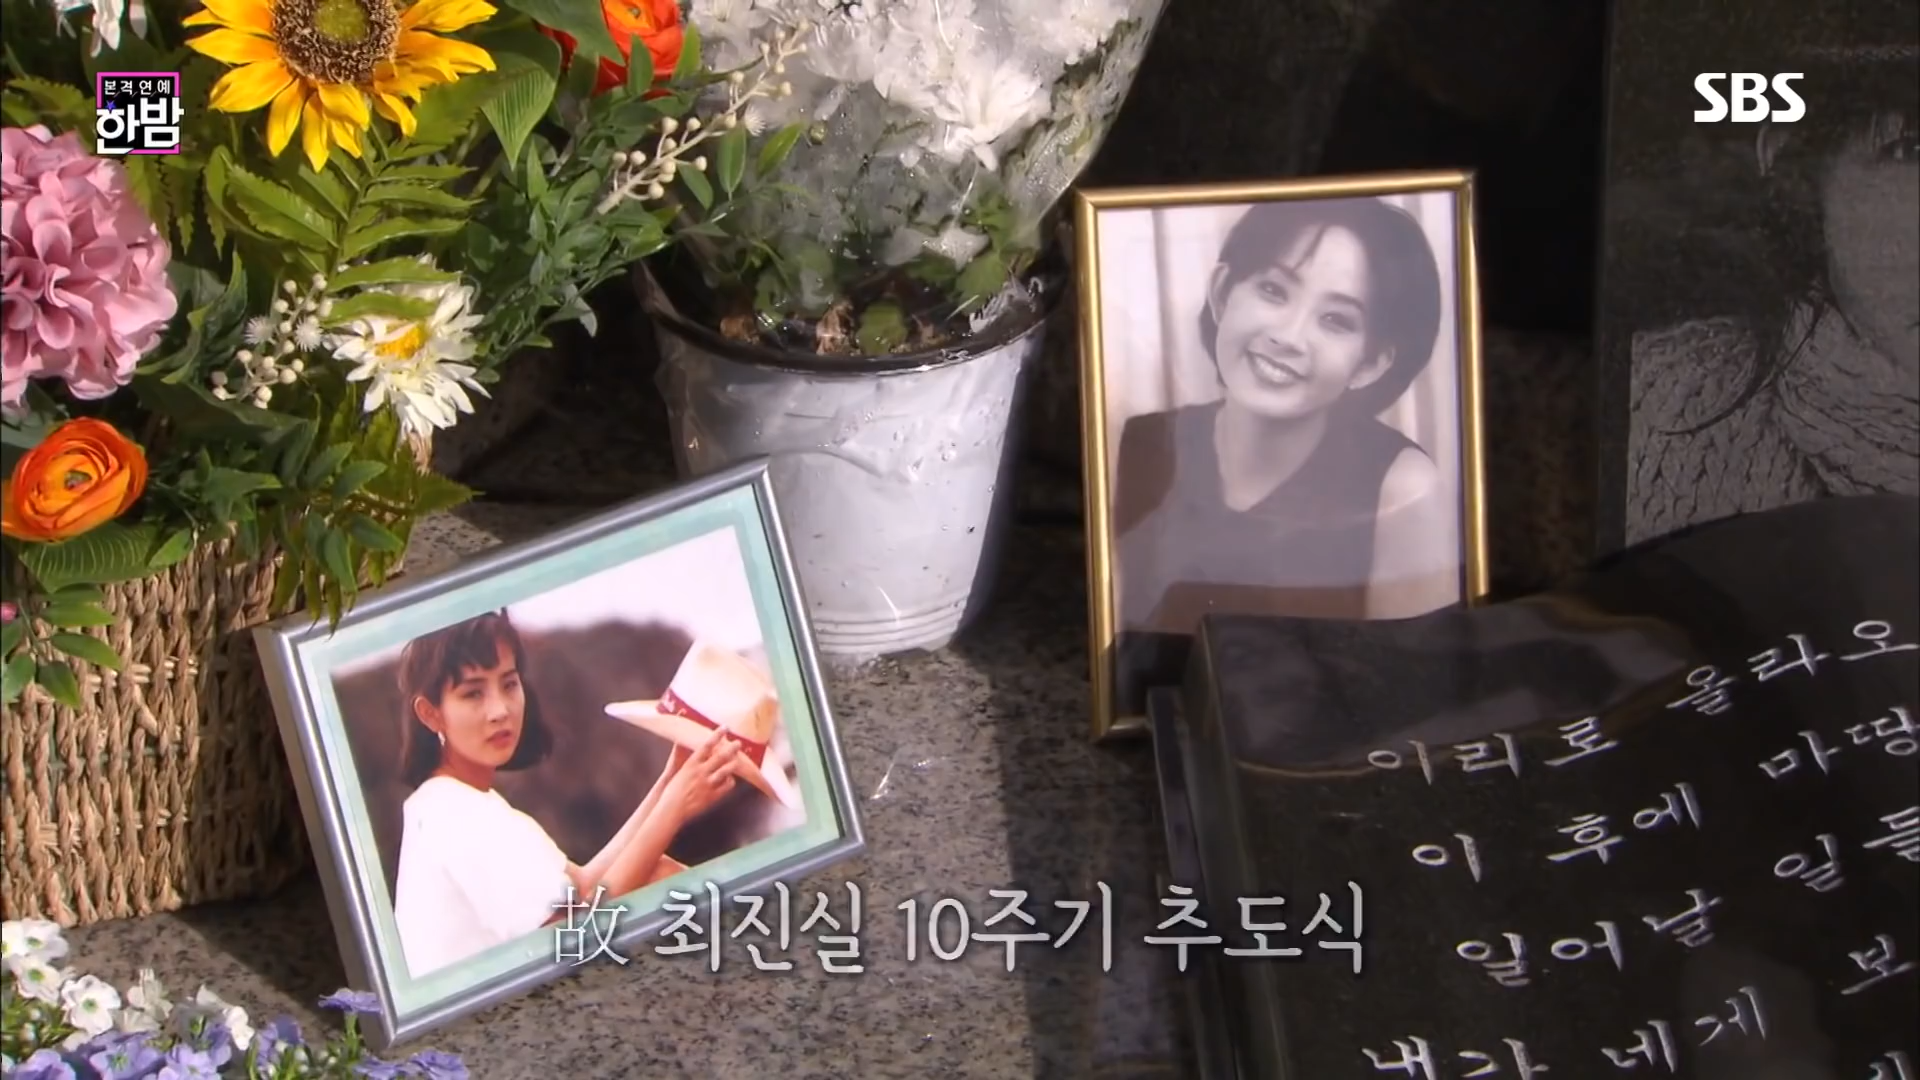 본격연예
한밤
SBS
이리로 올라오
이 후에 마땅
일어날 일들
내가 네게 보
故 최진실 10주기 추도식